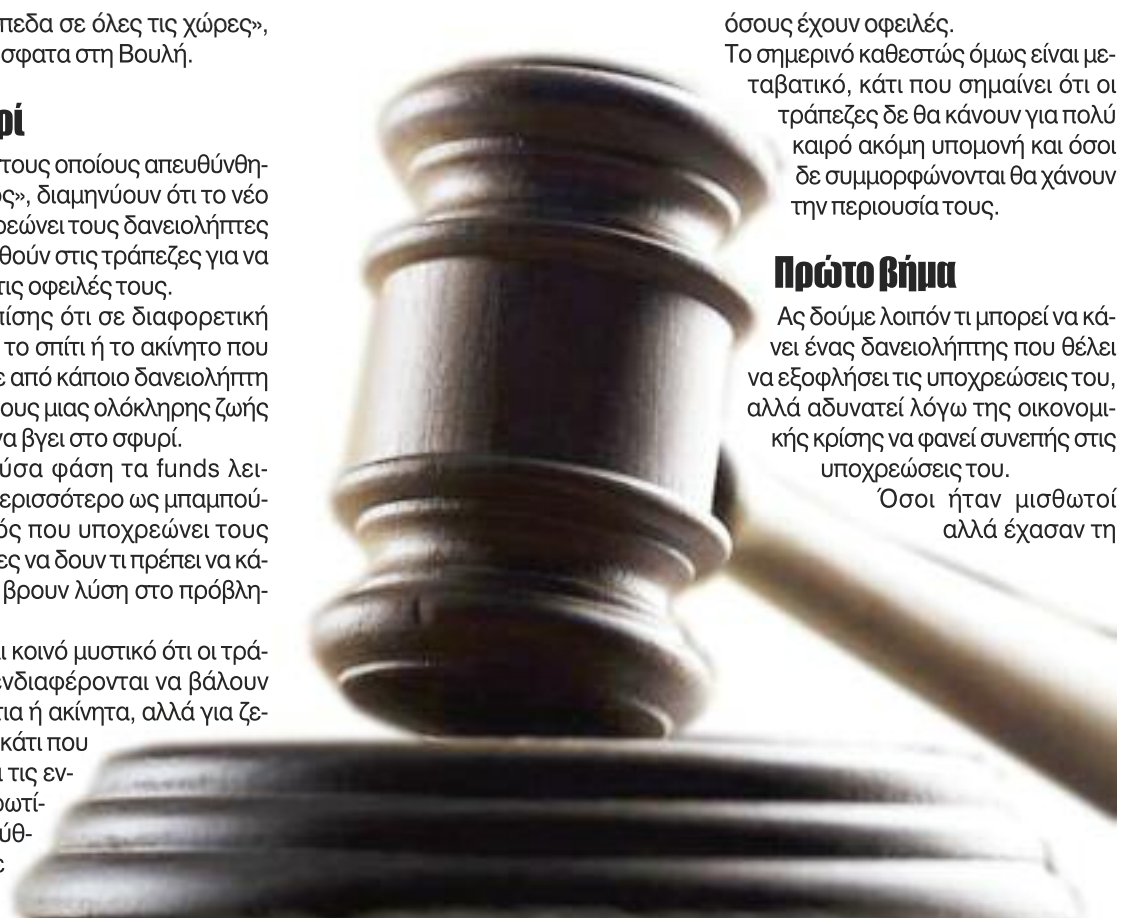 πεδα σε όλες τις χώρες»,
σφατα στη Βουλή.
ρί
τους οποίους απευθύνθη-
ος», διαμηνύουν ότι το νέο
ρεώνει τους δανειολήπτες
θούν στις τράπεζες για να
τις οφειλές τους.
πίσης ότι σε διαφορετική
το σπίτι ή το ακίνητο που
ε από κάποιο δανειολήπτη
ους μιας ολόκληρης ζωής
να βγει στο σφυρί.
ύσα φάση τα funds λει-
ερισσότερο ως μπαμπού-
ός που υποχρεώνει τους
ες να δουν τι πρέπει να κά-
βρουν λύση στο πρόβλη-
ι κοινό μυστικό ότι οι τρά-
ενδιαφέρονται να βάλουν
τια ή ακίνητα, αλλά για ζε-
κάτι που
ι τις εν-
ρωτί-
ύθ-
ε
όσους έχουν οφειλές.
Το σημερινό καθεστώς όμως είναι με-
ταβατικό, κάτι που σημαίνει ότι οι
τράπεζες δε θα κάνουν για πολύ
καιρό ακόμη υπομονή και όσοι
δε συμμορφώνονται θα χάνουν
την περιουσία τους.
Πρώτο βήμα
Ας δούμε λοιπόν τι μπορεί να κά-
νει ένας δανειολήπτης που θέλει
να εξοφλήσει τις υποχρεώσεις του,
αλλά αδυνατεί λόγω της οικονομι-
κής κρίσης να φανεί συνεπής στις
υποχρεώσεις του.
Όσοι ήταν μισθωτοί
αλλά έχασαν τη